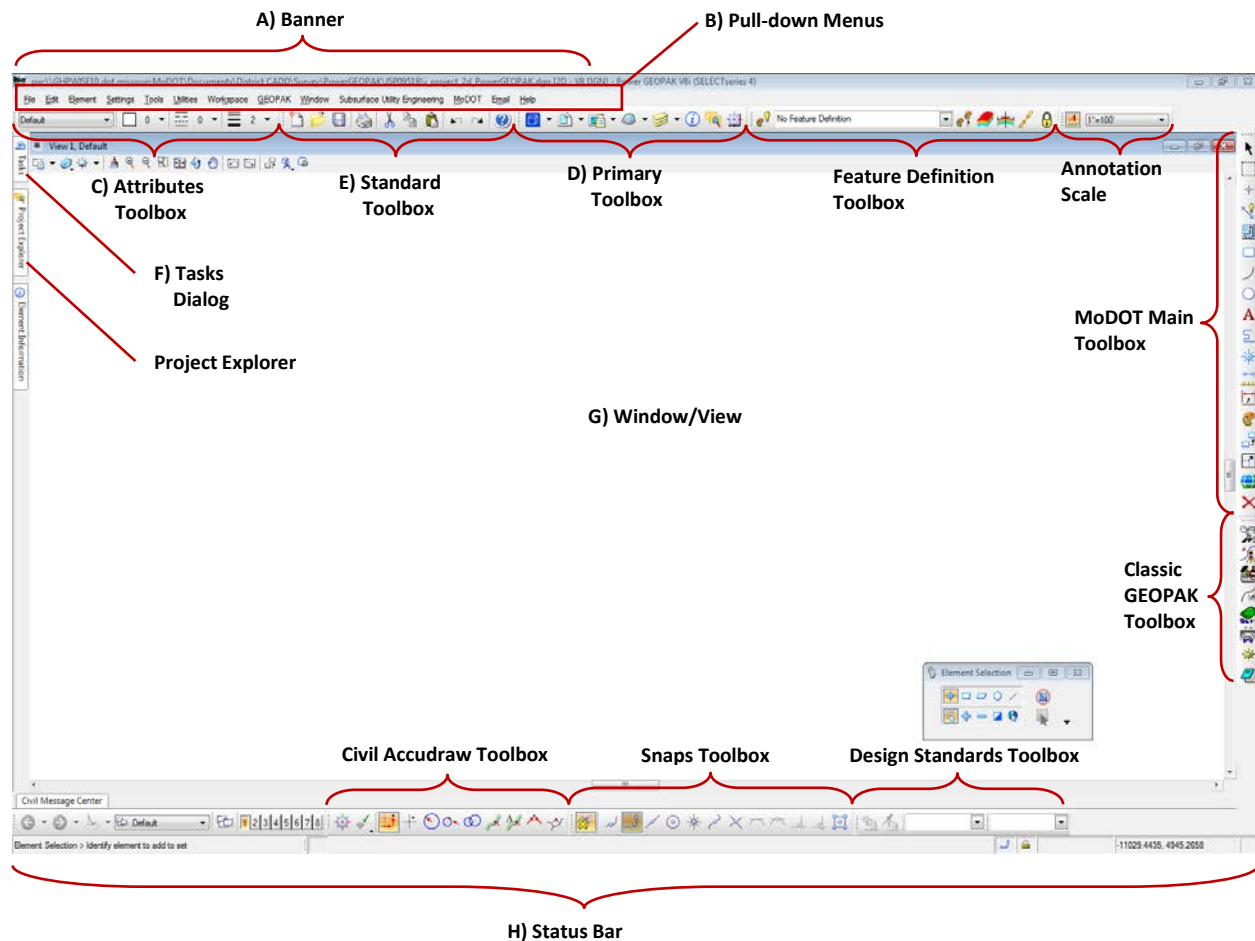 A) Banner
B) Pull-down Menus
File Edit Element Settings Tools Utilities Workspace GEOPAK Window Subsurface Utility Engineering MoDOT Email Help
Default 0 0 2 No Feature Definition 1"=100'
View 1, Default
Tasks
Project Explorer
Element Information
C) Attributes
Toolbox
E) Standard
Toolbox
D) Primary
Toolbox
Feature Definition
Toolbox
Annotation
Scale
F) Tasks
Dialog
Project Explorer
MoDOT Main
Toolbox
G) Window/View
Classic
GEOPAK
Toolbox
Element Selection
Civil Accudraw Toolbox
Snaps Toolbox
Design Standards Toolbox
Civil Message Center
Default 1 2 3 4 5 6 7 8
Element Selection > Identify element to add to set
-11029.4435, 4945.2658
H) Status Bar